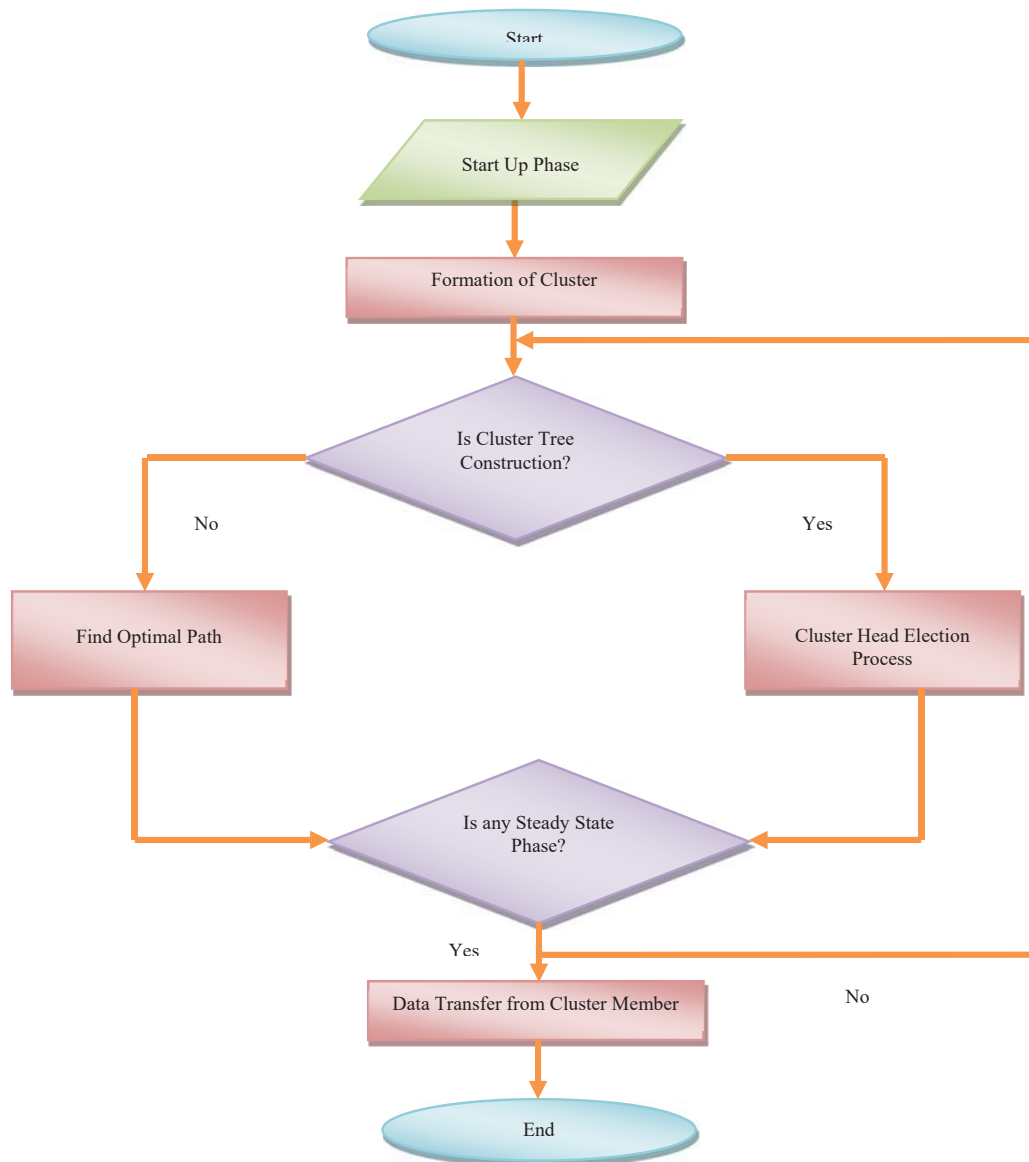 Start
Start Up Phase
Formation of Cluster
Is Cluster Tree
Construction?
No
Yes
Find Optimal Path
Cluster Head Election
Process
Is any Steady State
Phase?
Yes
No
Data Transfer from Cluster Member
End